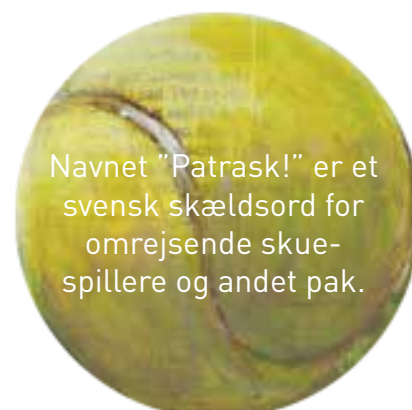 Navnet ”Patrask!” er et
svensk skældsord for
omrejsende skue-
spillere og andet pak.